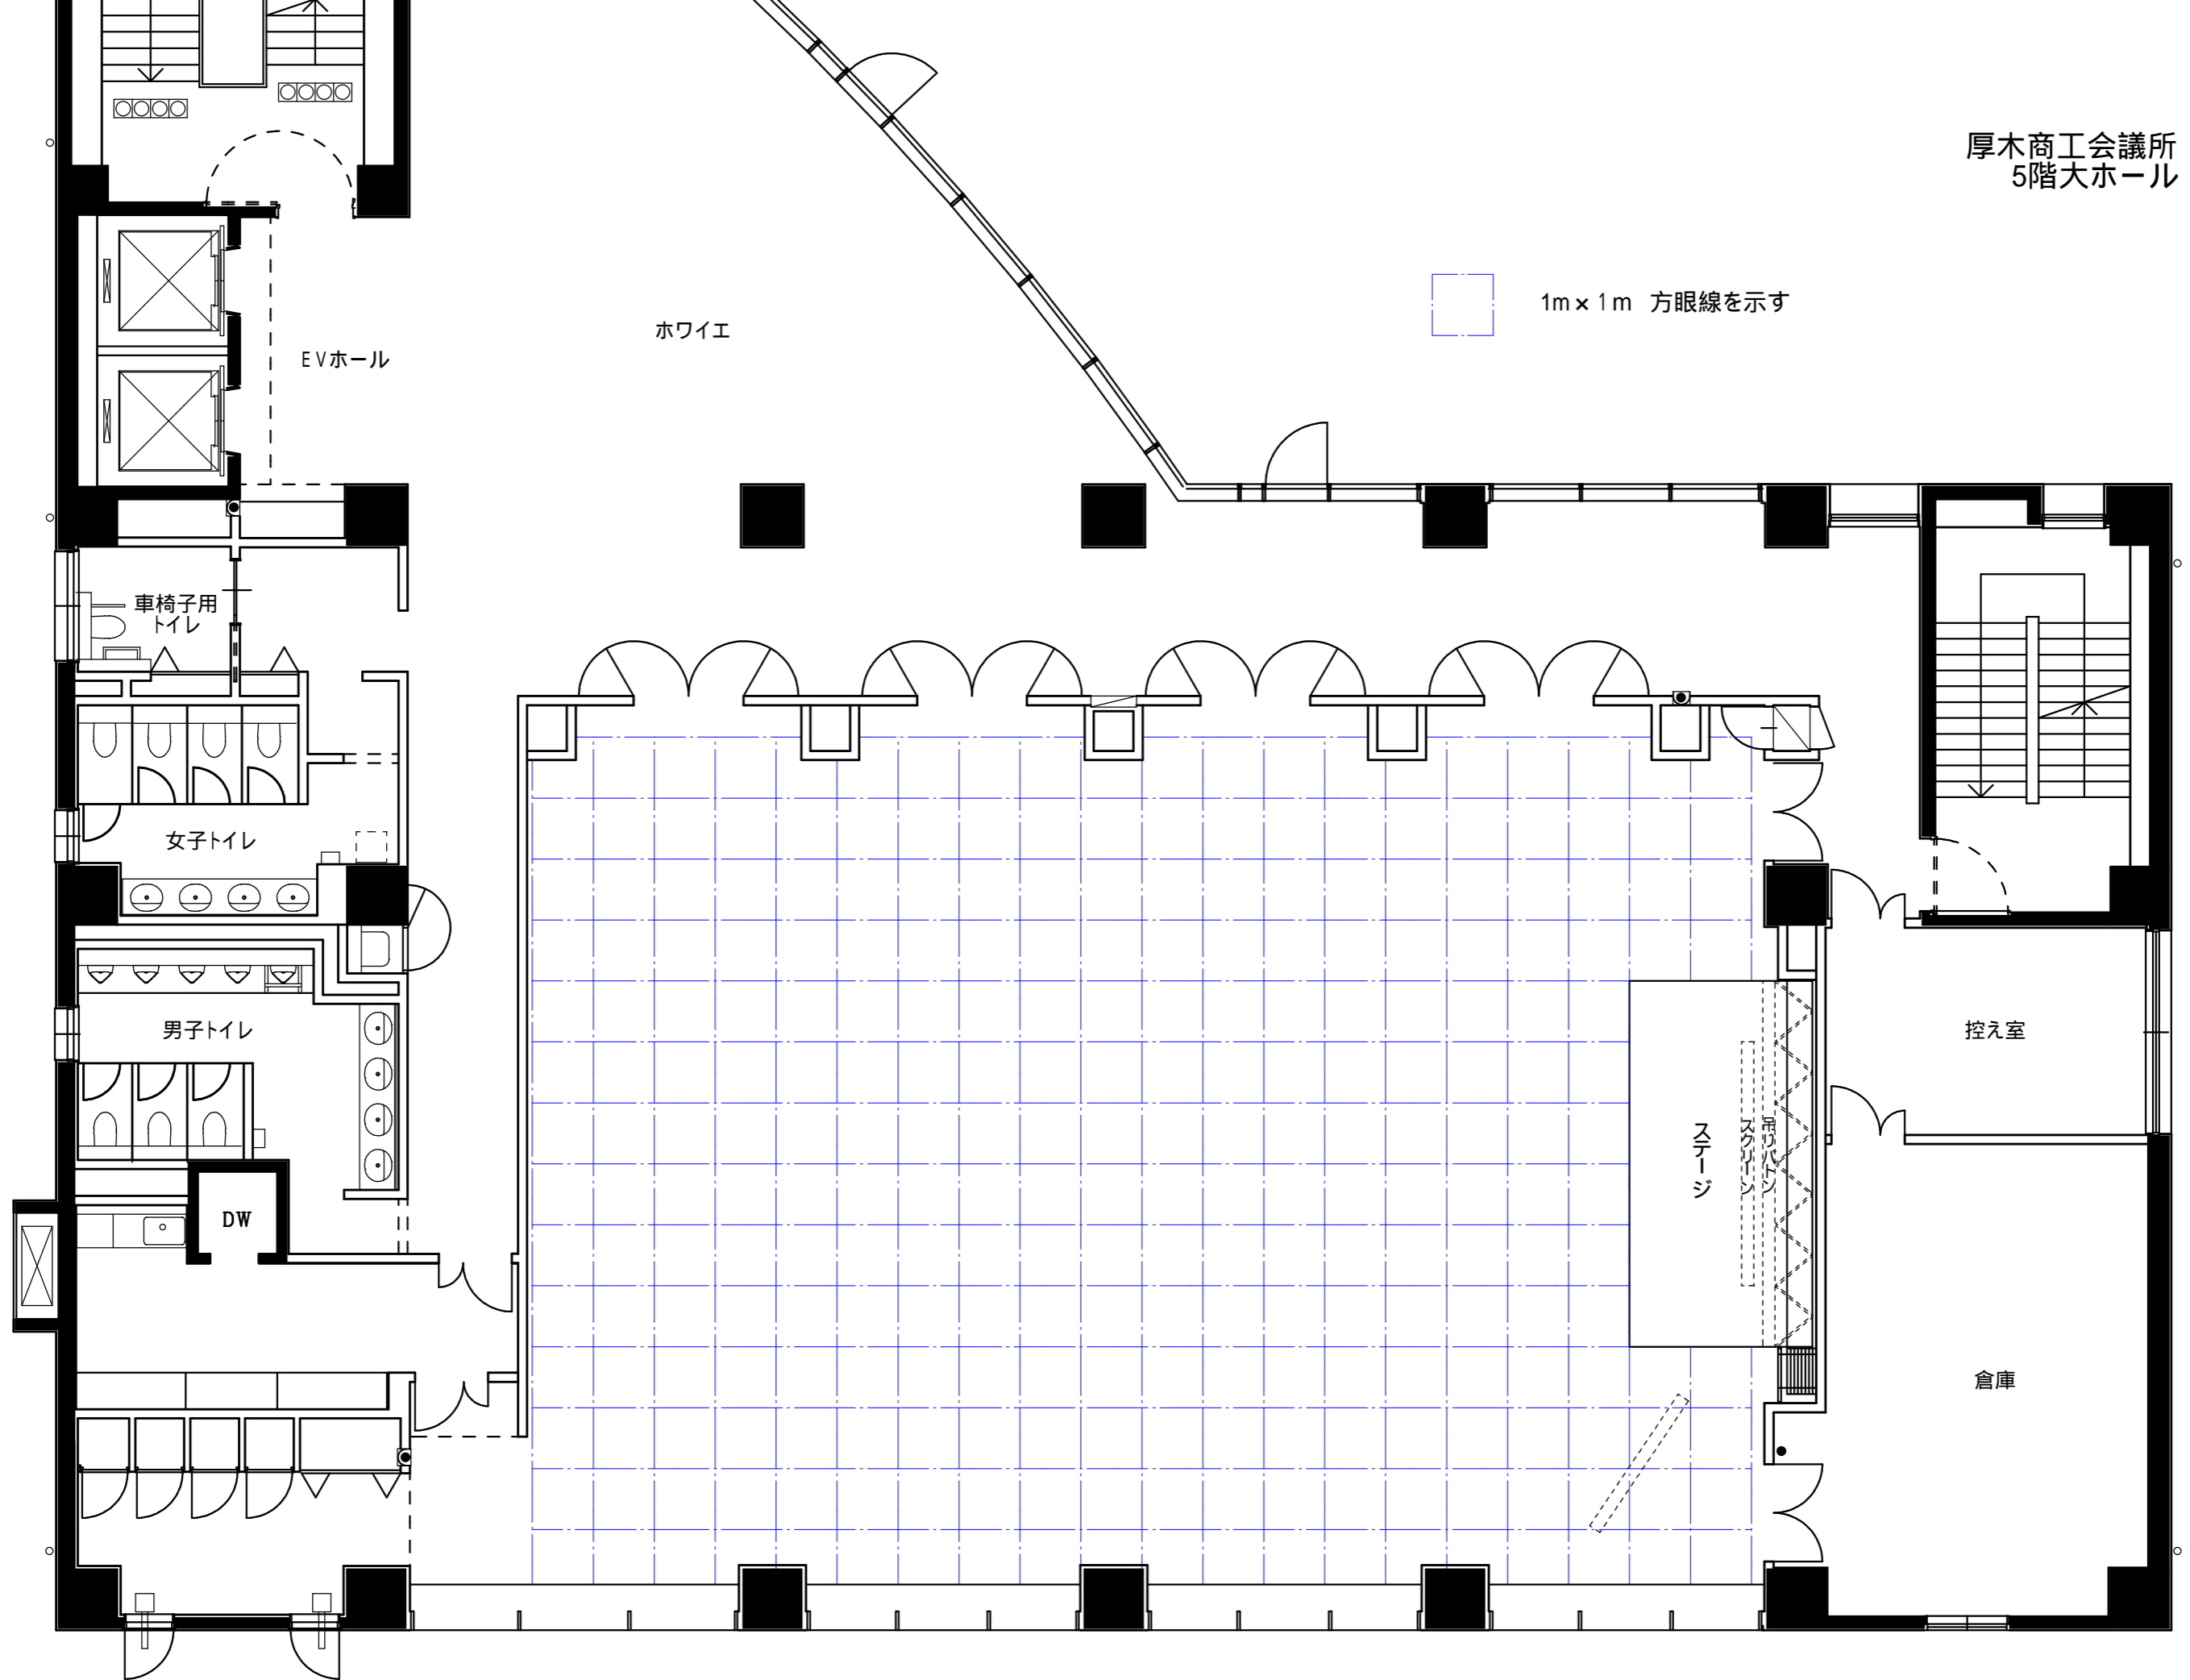 厚木商工会議所
5階大ホール
1m×1m 方眼線を示す
ホワイエ
EVホール
車椅子用
トイレ
女子トイレ
男子トイレ
控え室
ステージ
スクリーン
吊りバトン
DW
倉庫